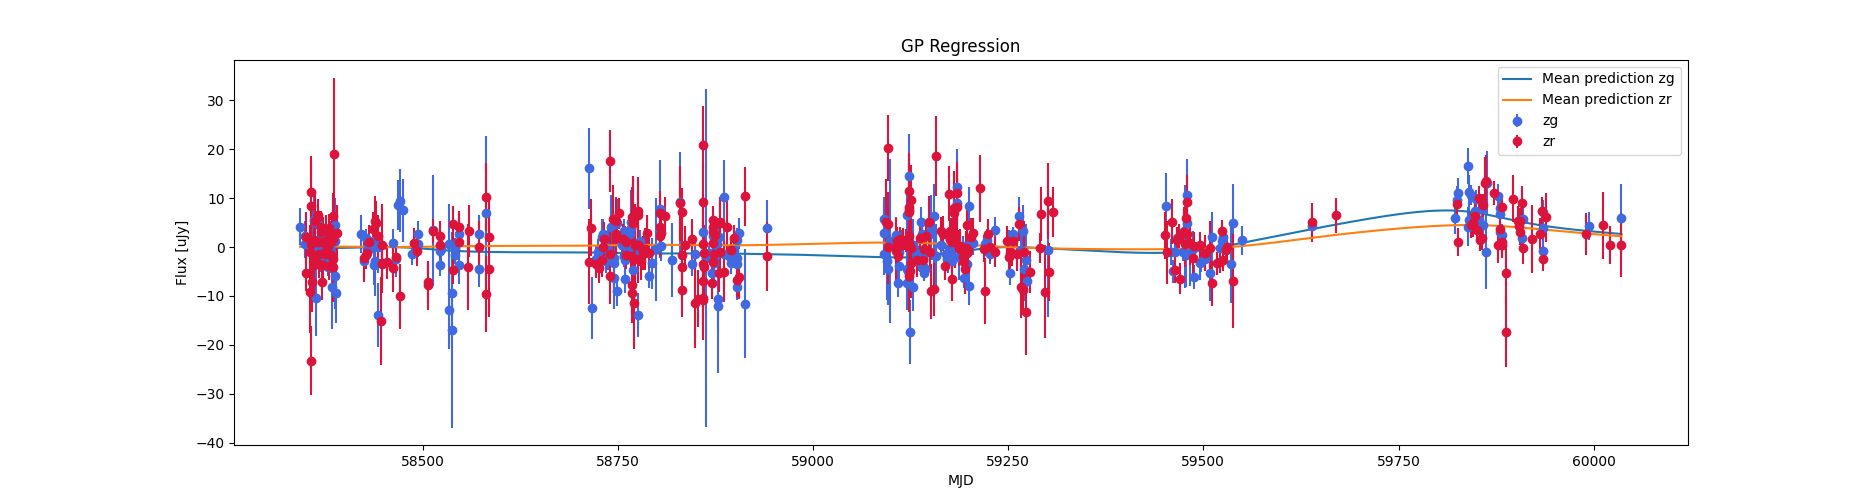 GP Regression
Mean prediction zg
Mean prediction zr
zg
zr
Flux [uJy]
30
20
10
0
−10
−20
−30
−40
58500
58750
59000
59250
59500
59750
60000
MJD